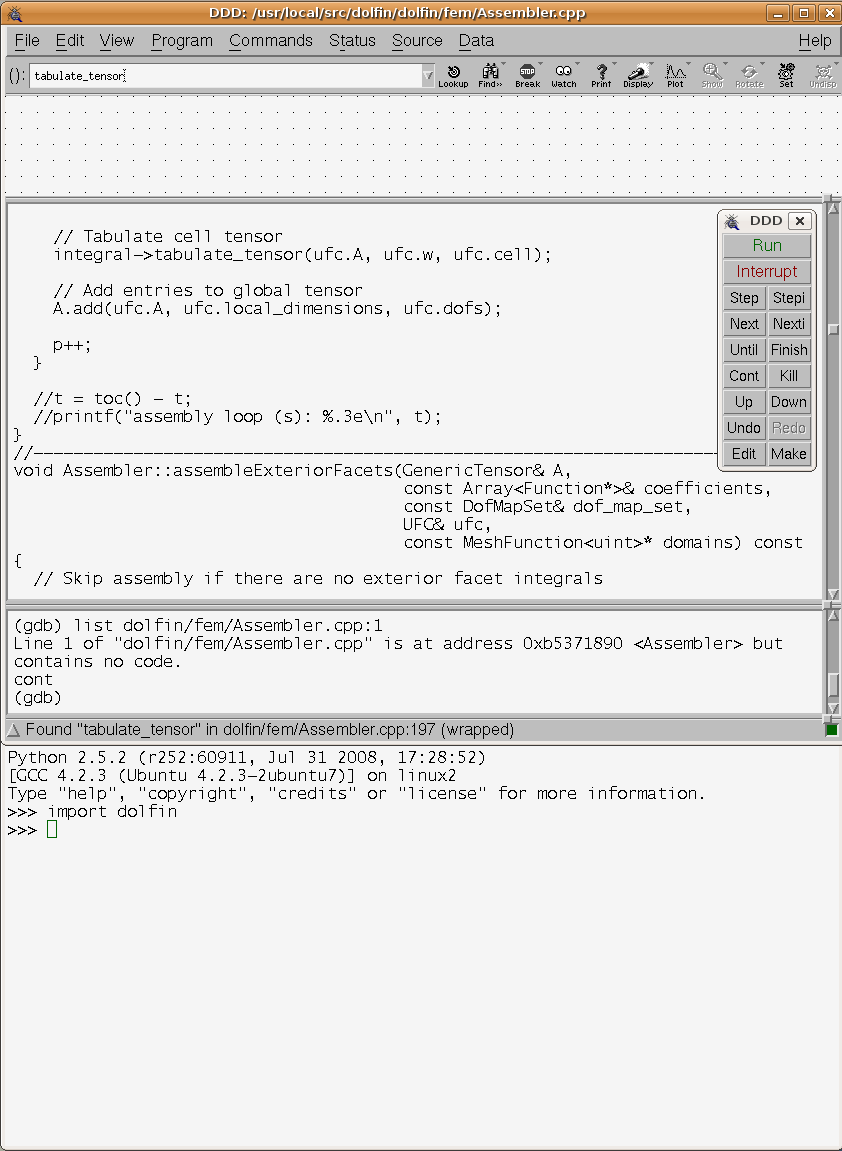 DDD: /usr/local/src/dolfin/dolfin/fem/Assembler.cpp
File Edit View Program Commands Status Source Data Help
(): tabulate_tensor
Lookup Find>> Break Watch Print Display Plot Show Rotate Set Undisp
STOP
// Tabulate cell tensor
integral->tabulate_tensor(ufc.A, ufc.w, ufc.cell);
// Add entries to global tensor
A.add(ufc.A, ufc.local_dimensions, ufc.dofs);
p++;
}
//t = toc() - t;
//printf("assembly loop (s): %.3e\n", t);
}
//-----------------------------------------------------------------------
void Assembler::assembleExteriorFacets(GenericTensor& A,
const Array<Function*>& coefficients,
const DofMapSet& dof_map_set,
UFC& ufc,
const MeshFunction<uint>* domains) const
{
// Skip assembly if there are no exterior facet integrals
DDD
Run
Interrupt
Step Stepi
Next Nexti
Until Finish
Cont Kill
Up Down
Undo Redo
Edit Make
(gdb) list dolfin/fem/Assembler.cpp:1
Line 1 of "dolfin/fem/Assembler.cpp" is at address 0xb5371890 <Assembler> but
contains no code.
cont
(gdb)
Found "tabulate_tensor" in dolfin/fem/Assembler.cpp:197 (wrapped)
Python 2.5.2 (r252:60911, Jul 31 2008, 17:28:52)
[GCC 4.2.3 (Ubuntu 4.2.3-2ubuntu7)] on linux2
Type "help", "copyright", "credits" or "license" for more information.
>>> import dolfin
>>>